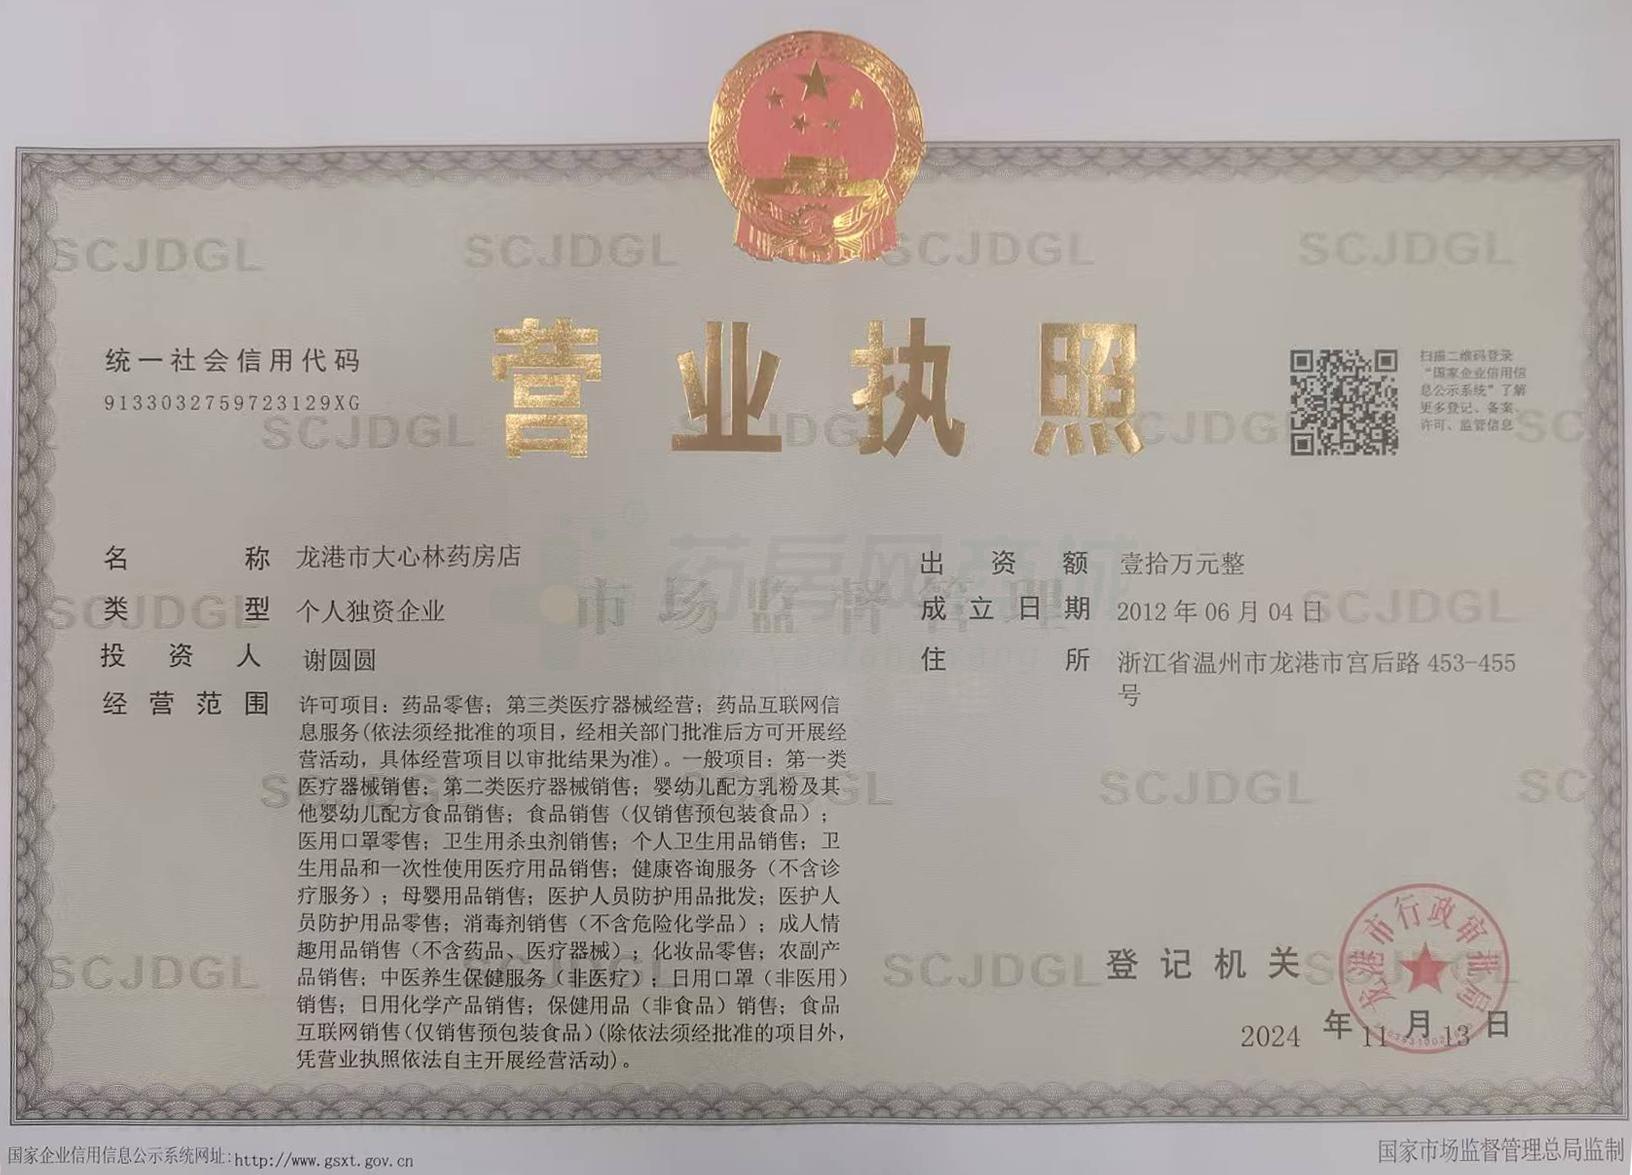 统一社会信用代码
9133032759723129XG
营业执照
扫描二维码登录
“国家企业信用信
息公示系统”了解
更多登记、备案、
许可、监管信息
名称 龙港市大心林药房店
类型 个人独资企业
投资人 谢圆圆
经营范围 许可项目：药品零售；第三类医疗器械经营；药品互联网信
息服务(依法须经批准的项目，经相关部门批准后方可开展经
营活动，具体经营项目以审批结果为准)。一般项目：第一类
医疗器械销售；第二类医疗器械销售；婴幼儿配方乳粉及其
他婴幼儿配方食品销售；食品销售（仅销售预包装食品）；
医用口罩零售；卫生用杀虫剂销售；个人卫生用品销售；卫
生用品和一次性使用医疗用品销售；健康咨询服务（不含诊
疗服务）；母婴用品销售；医护人员防护用品批发；医护人
员防护用品零售；消毒剂销售（不含危险化学品）；成人情
趣用品销售（不含药品、医疗器械）；化妆品零售；农副产
品销售；中医养生保健服务（非医疗）；日用口罩（非医用）
销售；日用化学产品销售；保健用品（非食品）销售；食品
互联网销售（仅销售预包装食品）(除依法须经批准的项目外，
凭营业执照依法自主开展经营活动)。
出资额 壹拾万元整
成立日期 2012年06月04日
住所 浙江省温州市龙港市宫后路453-455
号
市场监督管理
药房网商城
SCJDGL
登记机关
龙港市行政审批局
2024年11月13日
国家企业信用信息公示系统网址:http://www.gsxt.gov.cn
国家市场监督管理总局监制